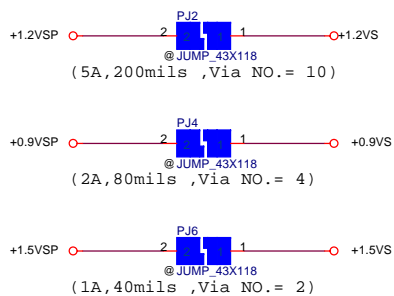 PJ2
+1.2VSP 2 2 1 1 +1.2VS
@ JUMP_43X118
(5A,200mils ,Via NO.= 10)
PJ4
+0.9VSP 2 2 1 1 +0.9VS
@ JUMP_43X118
(2A,80mils ,Via NO.= 4)
PJ6
+1.5VSP 2 2 1 1 +1.5VS
@ JUMP_43X118
(1A,40mils ,Via NO.= 2)